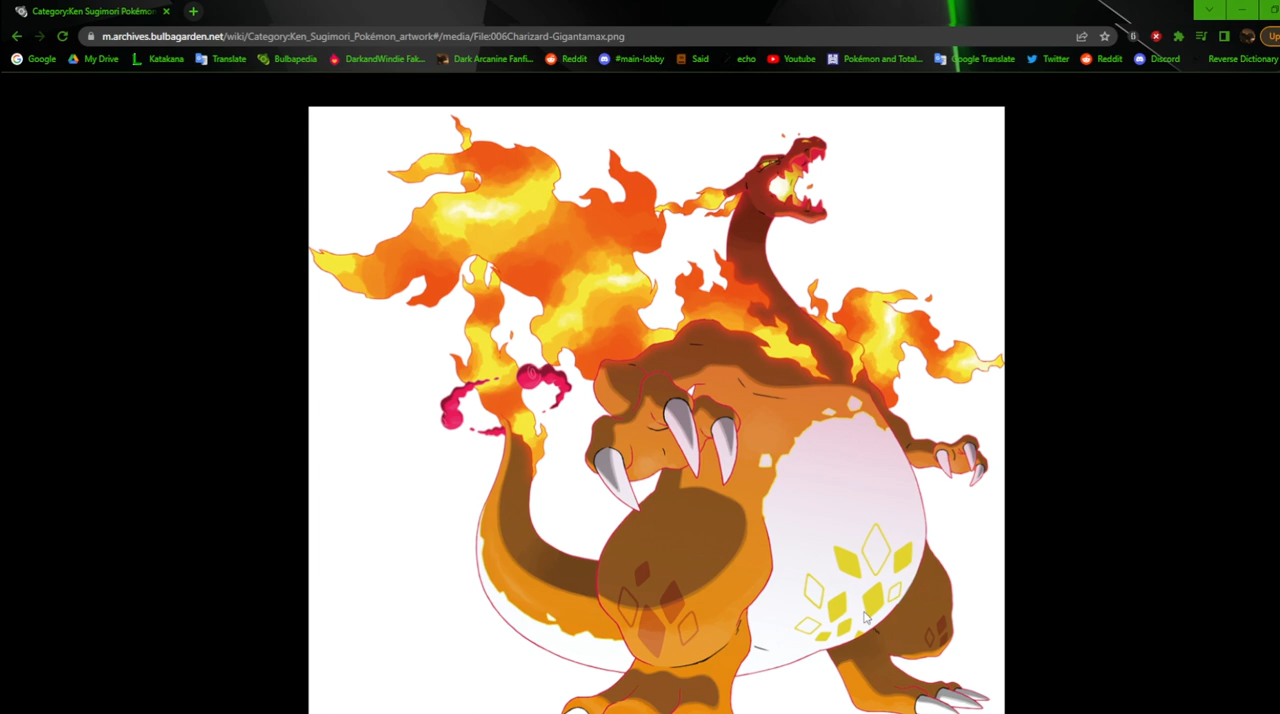 Category:Ken Sugimori Pokémon
m.archives.bulbagarden.net/wiki/Category:Ken_Sugimori_Pokémon_artwork#/media/File:006Charizard-Gigantamax.png
Up
Google My Drive Katakana Translate Bulbapedia DarkandWindie Fak... Dark Arcanine Fanfi... Reddit #main-lobby Said echo Youtube Pokémon and Total... Google Translate Twitter Reddit Discord Reverse Dictionary